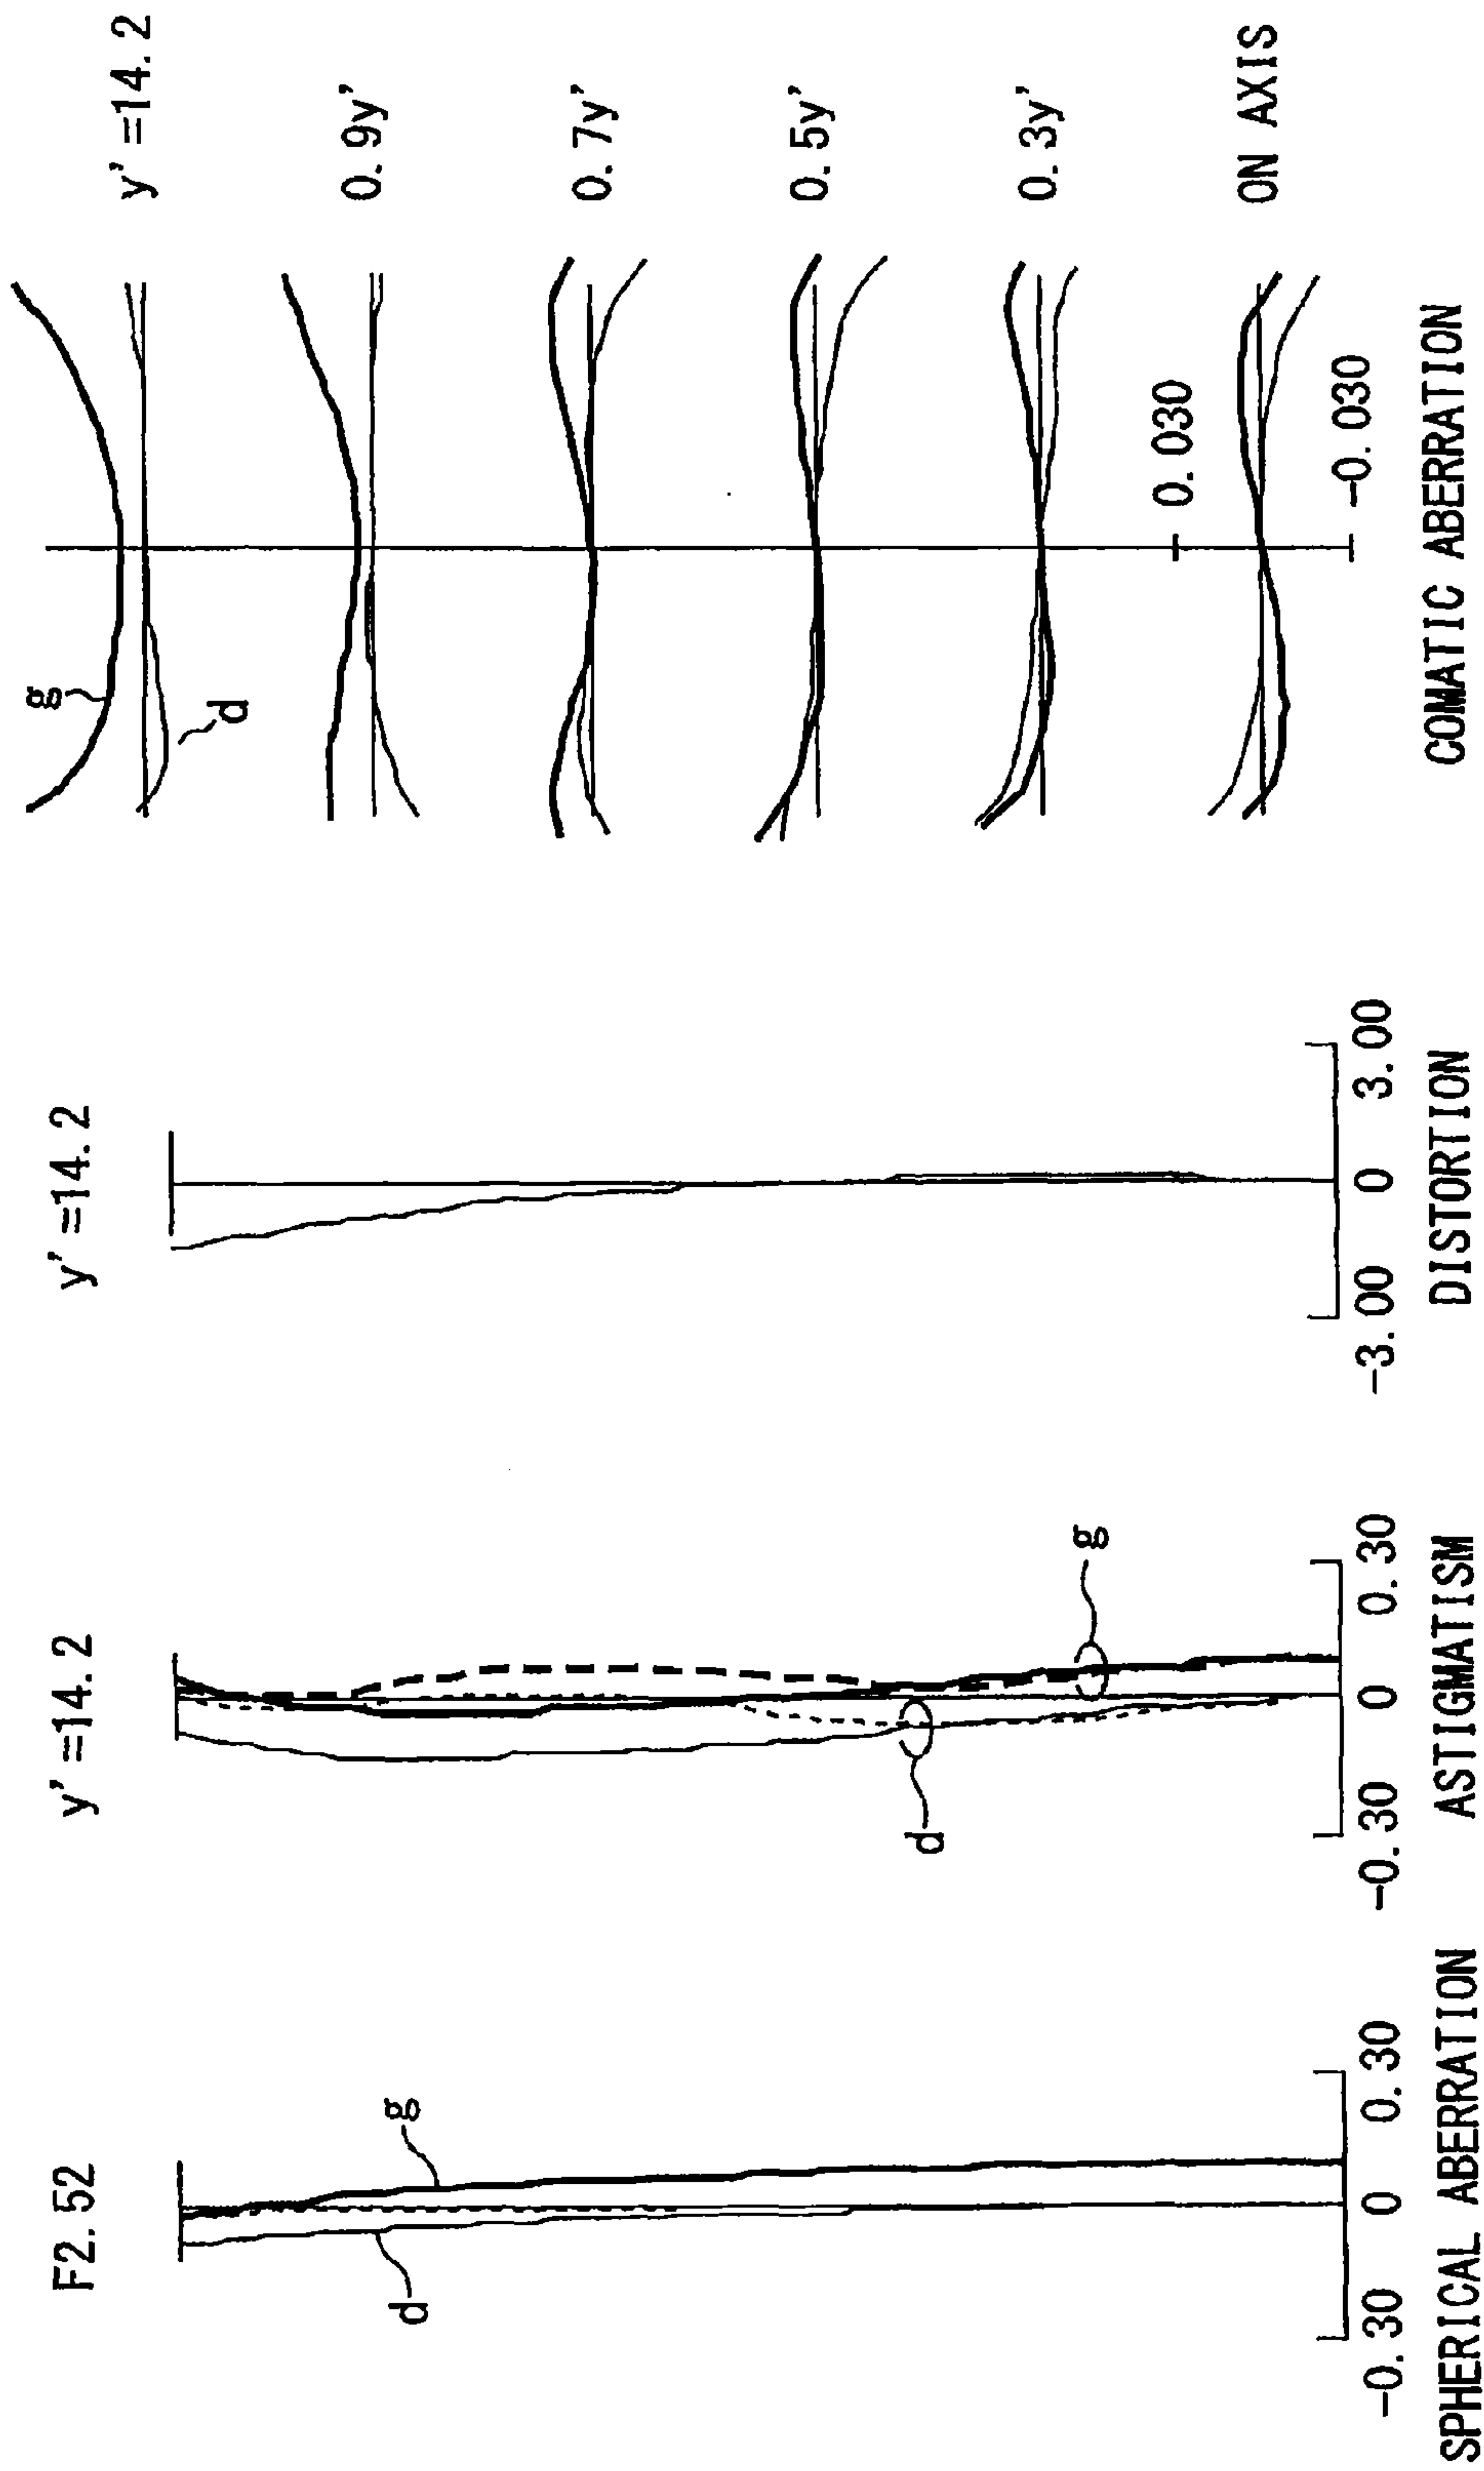 F2.52
g
d
-0.30
0
0.30
SPHERICAL ABERRATION
y'=14.2
g
d
-0.30
0
0.30
ASTIGMATISM
y'=14.2
-3.00
0
3.00
DISTORTION
g
d
y'=14.2
0.9y'
0.7y'
0.5y'
0.3y'
0.030
ON AXIS
-0.030
COMATIC ABERRATION